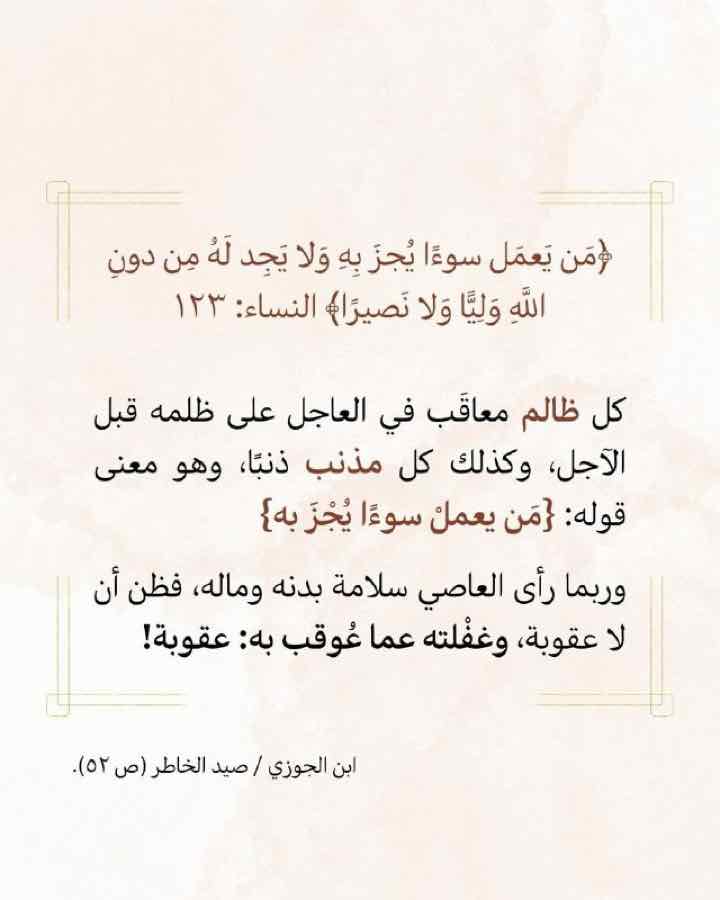 ﴿مَن يَعمَل سوءًا يُجزَ بِهِ وَلا يَجِد لَهُ مِن دونِ
اللَّهِ وَلِيًّا وَلا نَصيرًا﴾ النساء: ١٢٣
كل ظالم معاقَب في العاجل على ظلمه قبل
الآجل، وكذلك كل مذنب ذنبًا، وهو معنى
قوله: {مَن يعملْ سوءًا يُجْزَ به}
وربما رأى العاصي سلامة بدنه وماله، فظن أن
لا عقوبة، وغفْلته عما عُوقب به: عقوبة!
ابن الجوزي / صيد الخاطر (ص ٥٢).